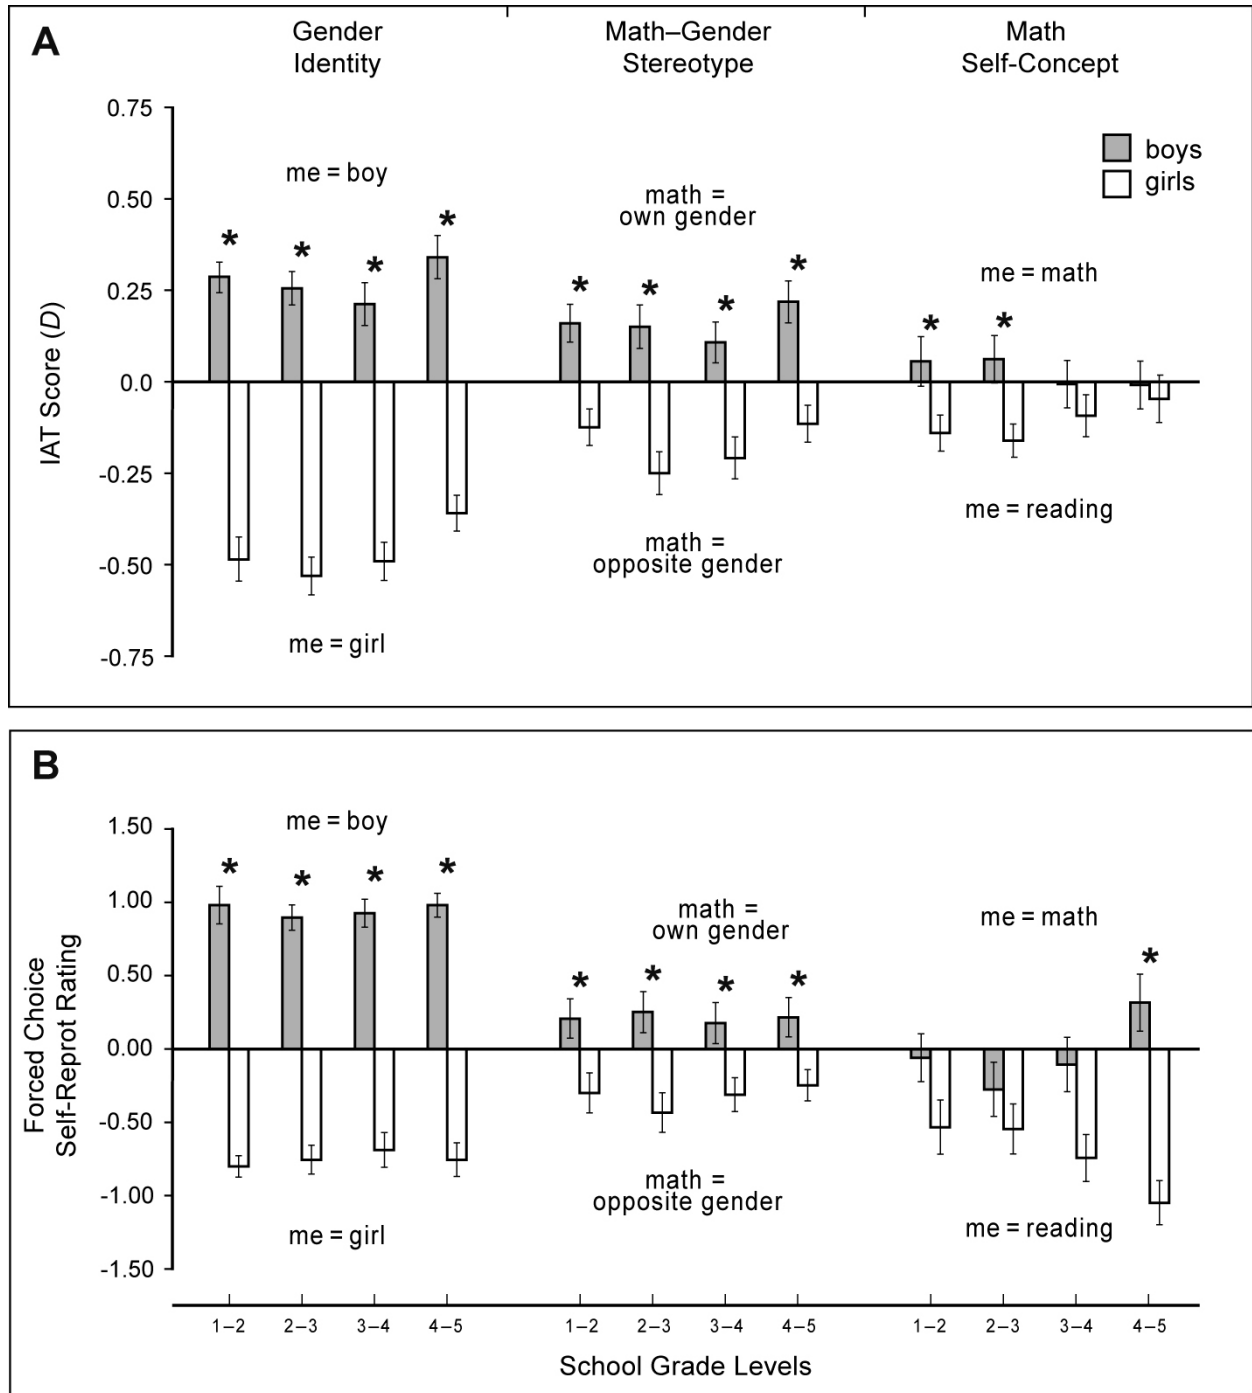 A
Gender
Identity
Math–Gender
Stereotype
Math
Self-Concept
0.75
0.50
0.25
0.0
-0.25
-0.50
-0.75
IAT Score (D)
boys
girls
me = boy
math =
own gender
me = math
* * * *
* * * *
* *
me = girl
math =
opposite gender
me = reading
B
1.50
1.00
0.50
0.00
-0.50
-1.00
-1.50
Forced Choice
Self-Reprot Rating
me = boy
math =
own gender
me = math
* * * *
* * * *
*
me = girl
math =
opposite gender
me = reading
1–2 2–3 3–4 4–5 1–2 2–3 3–4 4–5 1–2 2–3 3–4 4–5
School Grade Levels